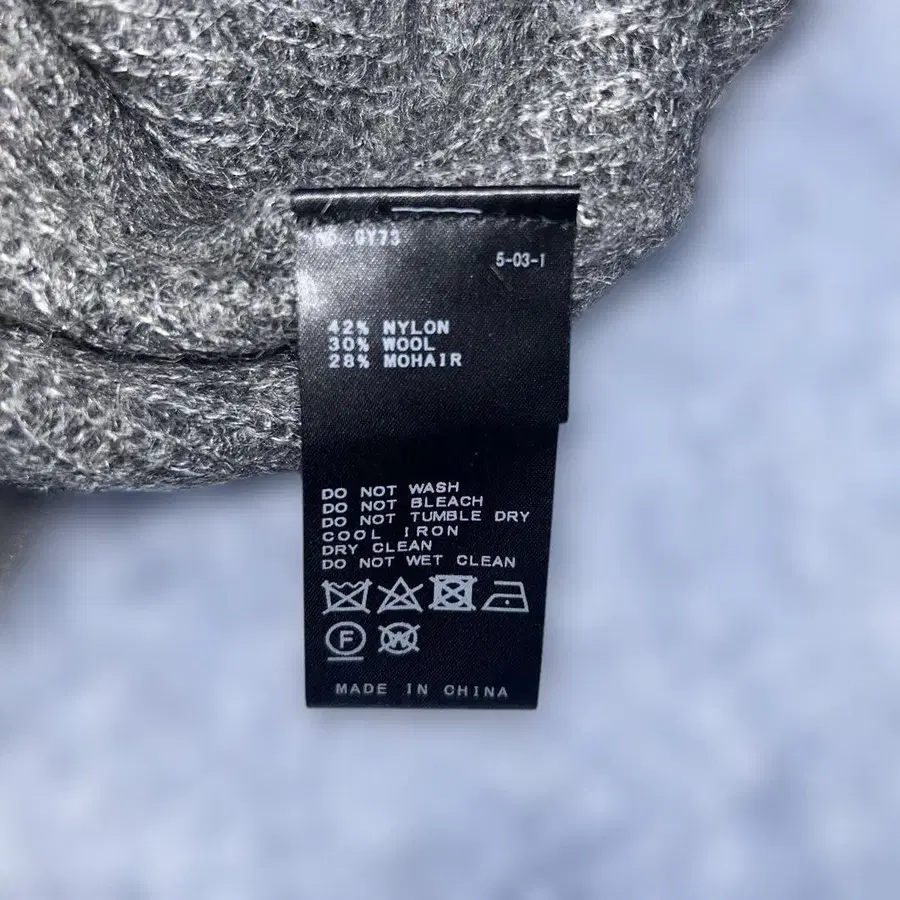 GY73
5-03-1
42% NYLON
30% WOOL
28% MOHAIR
DO NOT WASH
DO NOT BLEACH
DO NOT TUMBLE DRY
COOL IRON
DRY CLEAN
DO NOT WET CLEAN
F
W
MADE IN CHINA